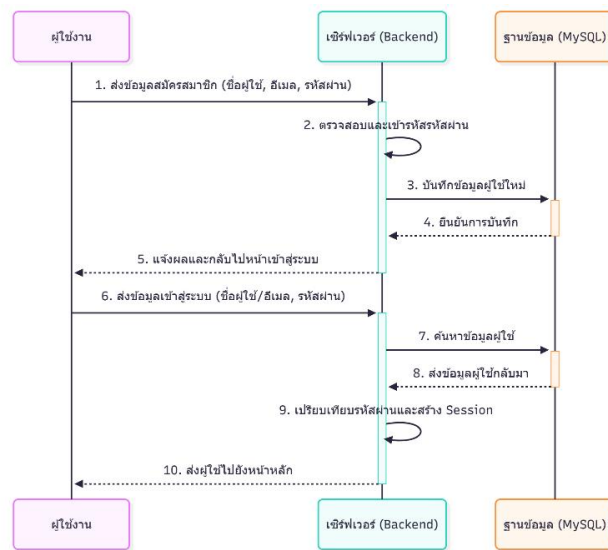 ผู้ใช้งาน
เซิร์ฟเวอร์ (Backend)
ฐานข้อมูล (MySQL)
1. ส่งข้อมูลสมัครสมาชิก (ชื่อผู้ใช้, อีเมล, รหัสผ่าน)
2. ตรวจสอบและเข้ารหัสรหัสผ่าน
3. บันทึกข้อมูลผู้ใช้ใหม่
4. ยืนยันการบันทึก
5. แจ้งผลและกลับไปหน้าเข้าสู่ระบบ
6. ส่งข้อมูลเข้าสู่ระบบ (ชื่อผู้ใช้/อีเมล, รหัสผ่าน)
7. ค้นหาข้อมูลผู้ใช้
8. ส่งข้อมูลผู้ใช้กลับมา
9. เปรียบเทียบรหัสผ่านและสร้าง Session
10. ส่งผู้ใช้ไปยังหน้าหลัก
ผู้ใช้งาน
เซิร์ฟเวอร์ (Backend)
ฐานข้อมูล (MySQL)